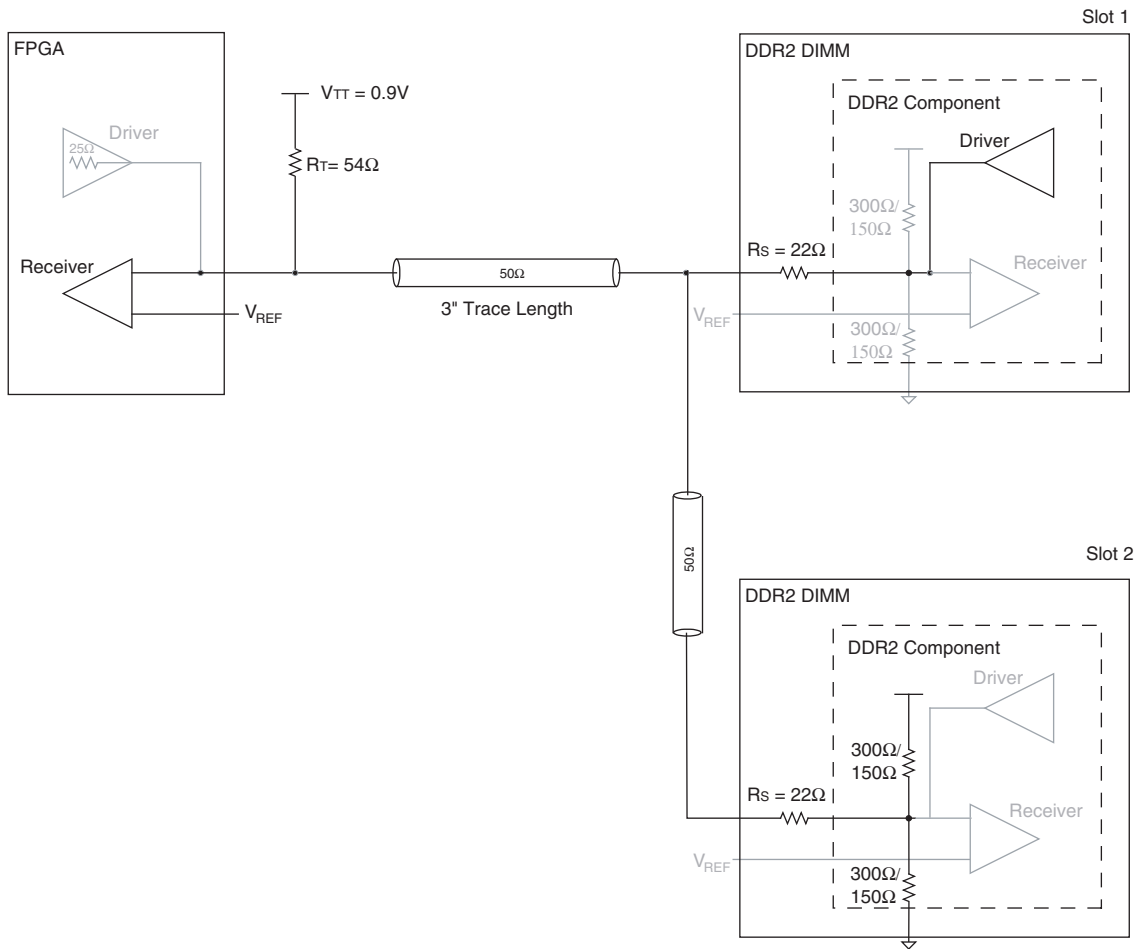 Slot 1
FPGA
Driver
25Ω
Receiver
VREF
VTT = 0.9V
RT= 54Ω
50Ω
3" Trace Length
DDR2 DIMM
DDR2 Component
Driver
300Ω/
150Ω
RS = 22Ω
Receiver
VREF
300Ω/
150Ω
50Ω
Slot 2
DDR2 DIMM
DDR2 Component
Driver
300Ω/
150Ω
RS = 22Ω
Receiver
VREF
300Ω/
150Ω